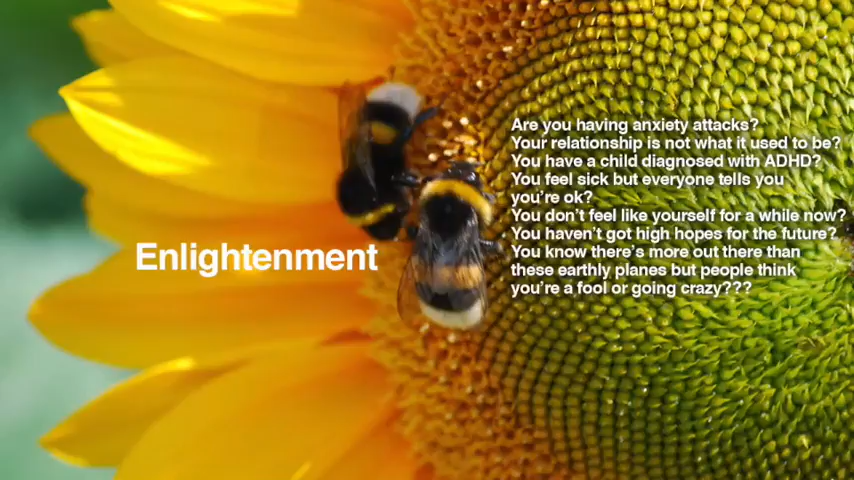 Enlightenment
Are you having anxiety attacks?
Your relationship is not what it used to be?
You have a child diagnosed with ADHD?
You feel sick but everyone tells you
you're ok?
You don't feel like yourself for a while now?
You haven't got high hopes for the future?
You know there's more out there than
these earthly planes but people think
you're a fool or going crazy???